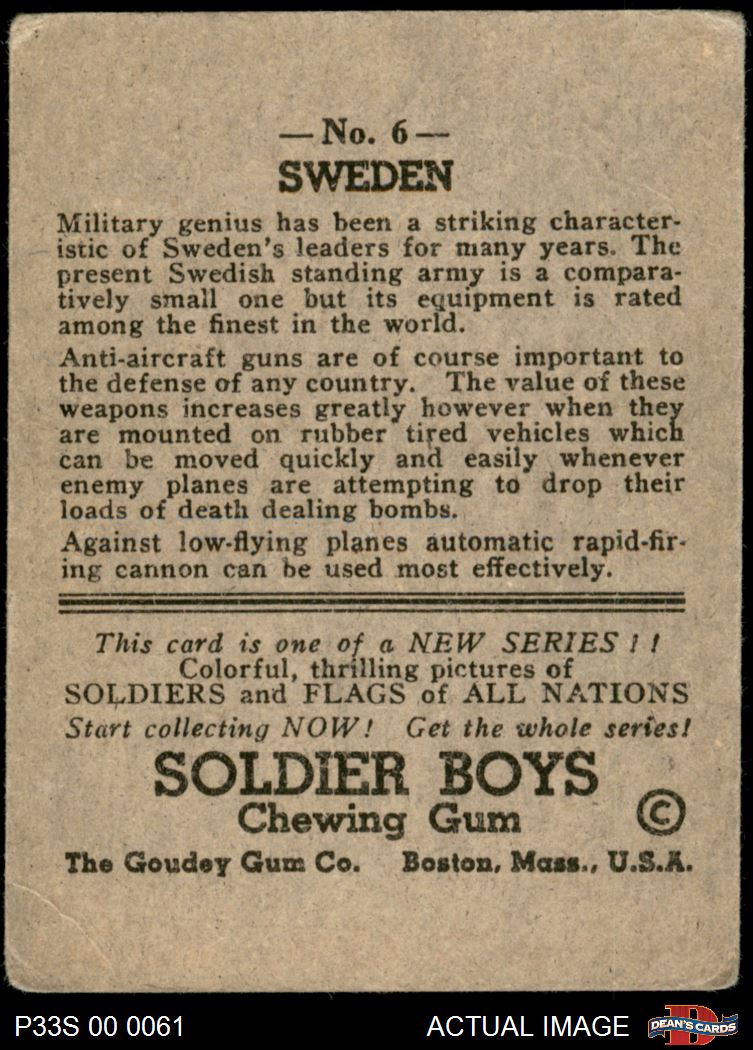 — No. 6 —
SWEDEN
Military genius has been a striking character-
istic of Sweden's leaders for many years. The
present Swedish standing army is a compara-
tively small one but its equipment is rated
among the finest in the world.
Anti-aircraft guns are of course important to
the defense of any country. The value of these
weapons increases greatly however when they
are mounted on rubber tired vehicles which
can be moved quickly and easily whenever
enemy planes are attempting to drop their
loads of death dealing bombs.
Against low-flying planes automatic rapid-fir-
ing cannon can be used most effectively.
This card is one of a NEW SERIES ! !
Colorful, thrilling pictures of
SOLDIERS and FLAGS of ALL NATIONS
Start collecting NOW! Get the whole series!
SOLDIER BOYS
Chewing Gum ©
The Goudey Gum Co. Boston, Mass., U.S.A.
P33S 00 0061 ACTUAL IMAGE D DEAN'S CARDS